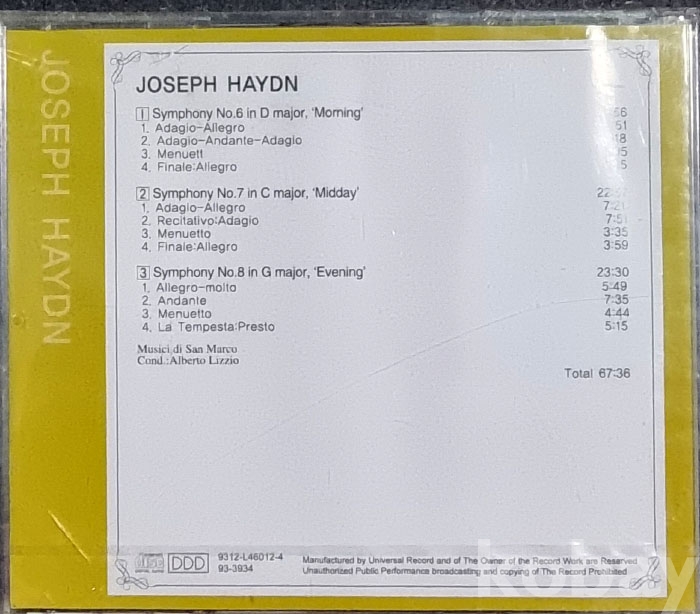 JOSEPH HAYDN
JOSEPH HAYDN
1 Symphony No.6 in D major, 'Morning'
1. Adagio-Allegro 51
2. Adagio-Andante-Adagio
3. Menuett
4. Finale:Allegro 5
2 Symphony No.7 in C major, 'Midday'
1. Adagio-Allegro
2. Recitativo:Adagio 7:51
3. Menuetto 3:35
4. Finale:Allegro 3:59
3 Symphony No.8 in G major, 'Evening' 23:30
1. Allegro-molto 5:49
2. Andante 7:35
3. Menuetto 4:44
4. La Tempesta:Presto 5:15
Musici di San Marco
Cond.:Alberto Lizzio
Total 67:36
DDD
9312-L46012-4
93-3934
Manufactured by Universal Record and of The Owner of the Record Work are Reserved
Unauthorized Public Performance broadcasting and copying of The Record Prohibited